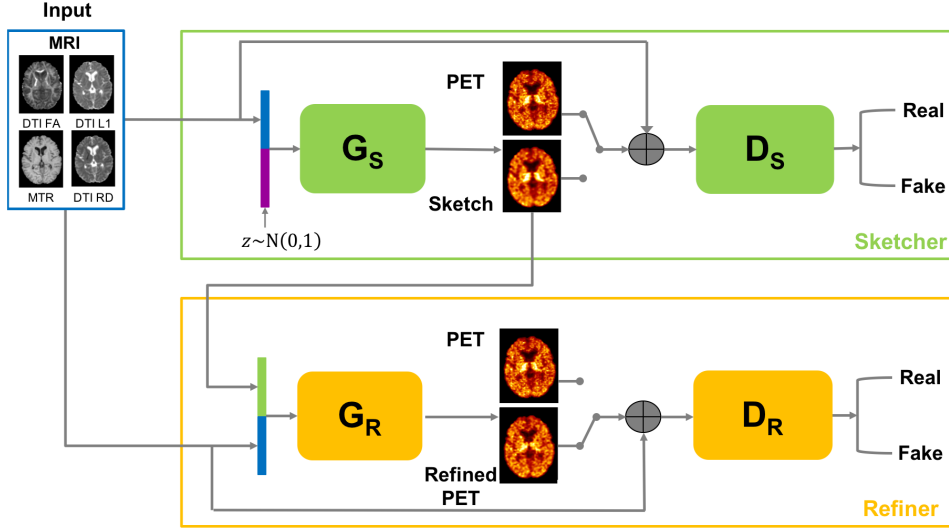 Input
MRI
DTI FA DTI L1
MTR DTI RD
z~N(0,1)
G_S
PET
Sketch
D_S
Real
Fake
Sketcher
G_R
PET
Refined
PET
D_R
Real
Fake
Refiner